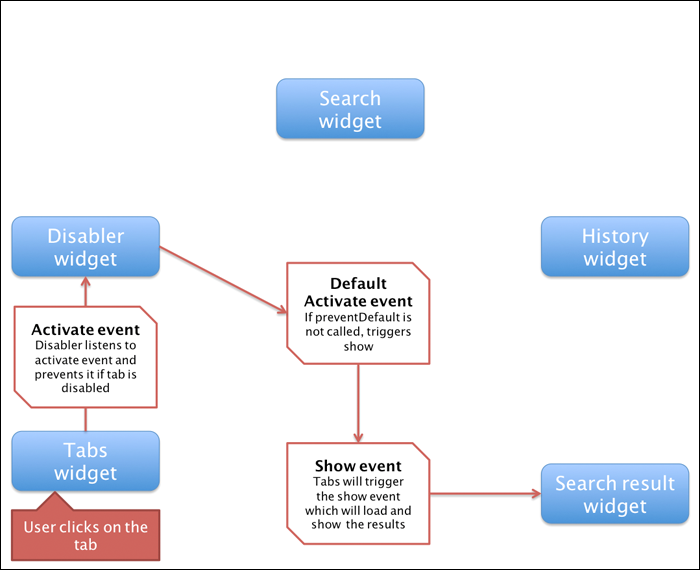 Search
widget
Disabler
widget
History
widget
Default
Activate event
If preventDefault is
not called, triggers
show
Activate event
Disabler listens to
activate event and
prevents it if tab is
disabled
Tabs
widget
User clicks on the
tab
Show event
Tabs will trigger
the show event
which will load and
show the results
Search result
widget